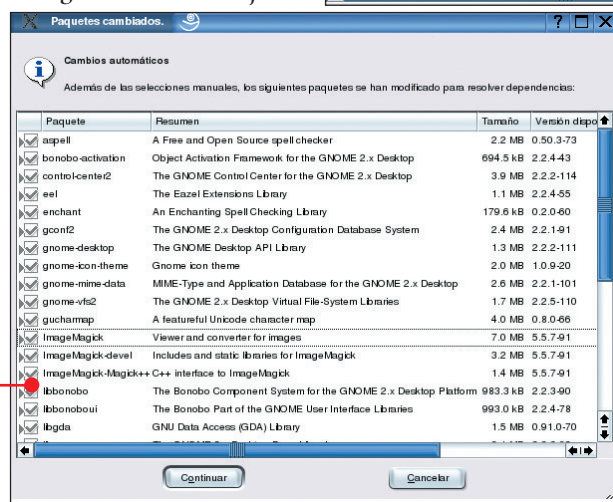 Paquetes cambiados.
Cambios automáticos
Además de las selecciones manuales, los siguientes paquetes se han modificado para resolver dependencias:
Paquete Resumen Tamaño Versión dispo
aspell A Free and Open Source spell checker 2.2 MB 0.50.3-73
bonobo-activation Object Activation Framework for the GNOME 2.x Desktop 694.5 kB 2.2.4-43
control-center2 The GNOME Control Center for the GNOME 2.x Desktop 3.9 MB 2.2.2-114
eel The Eazel Extensions Library 1.1 MB 2.2.4-55
enchant An Enchanting Spell Checking Library 179.6 kB 0.2.0-60
gconf2 The GNOME 2.x Desktop Configuration Database System 2.4 MB 2.2.1-91
gnome-desktop The GNOME Desktop API Library 1.3 MB 2.2.2-111
gnome-icon-theme Gnome icon theme 2.0 MB 1.0.9-20
gnome-mime-data MIME-Type and Application Database for the GNOME 2.x Desktop 2.6 MB 2.2.1-101
gnome-vfs2 The GNOME 2.x Desktop Virtual File-System Libraries 1.7 MB 2.2.5-110
gucharmap A featureful Unicode character map 4.0 MB 0.8.0-66
ImageMagick Viewer and converter for images 7.0 MB 5.5.7-91
ImageMagick-devel Includes and static libraries for ImageMagick 3.2 MB 5.5.7-91
ImageMagick-Magick++ C++ interface to ImageMagick 1.4 MB 5.5.7-91
libbonobo The Bonobo Component System for the GNOME 2.x Desktop Platform 983.3 kB 2.2.3-90
libbonoboui The Bonobo Part of the GNOME User Interface Libraries 993.0 kB 2.2.4-78
libgda GNU Data Access (GDA) Library 1.5 MB 0.91.0-70
Continuar Cancelar